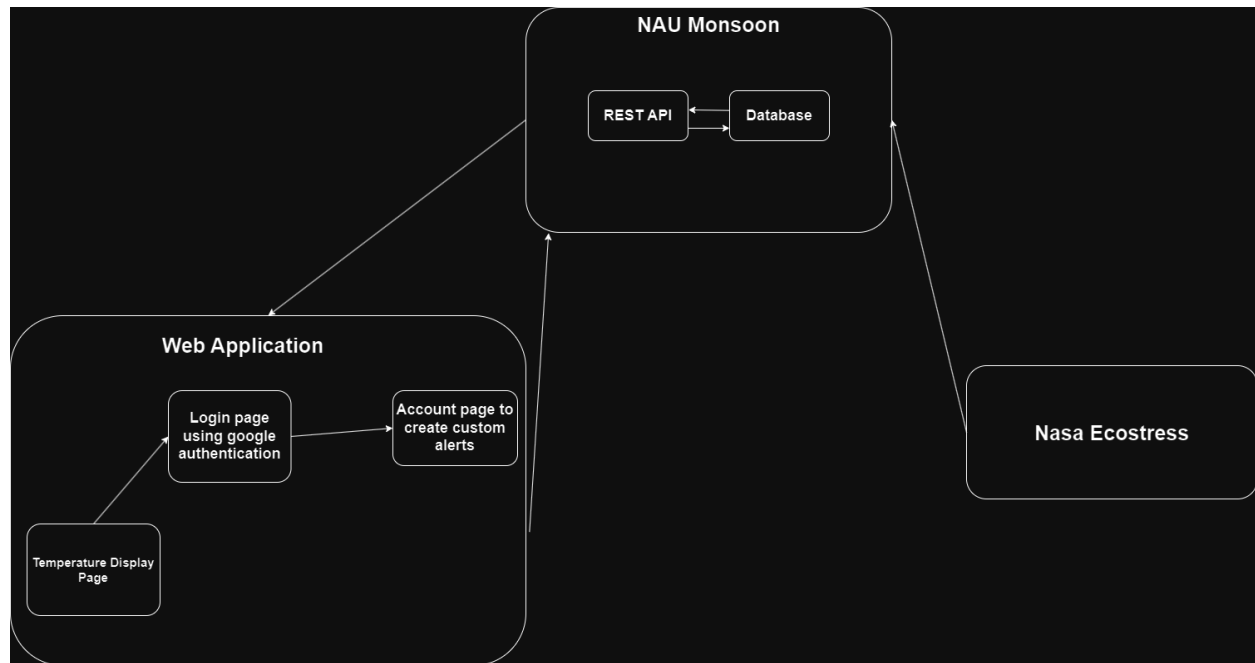 NAU Monsoon
REST API
Database
Web Application
Login page
using google
authentication
Account page to
create custom
alerts
Temperature Display
Page
Nasa Ecostress